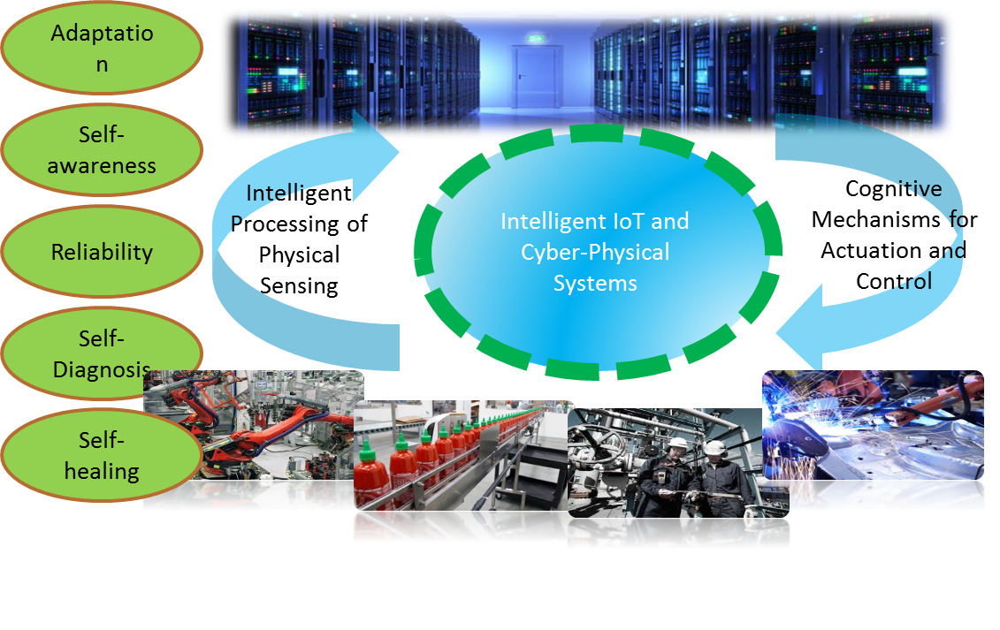 Adaptatio
n
Self-
awareness
Reliability
Self-
Diagnosis
Self-
healing
Intelligent
Processing of
Physical
Sensing
Intelligent IoT and
Cyber-Physical
Systems
Cognitive
Mechanisms for
Actuation and
Control